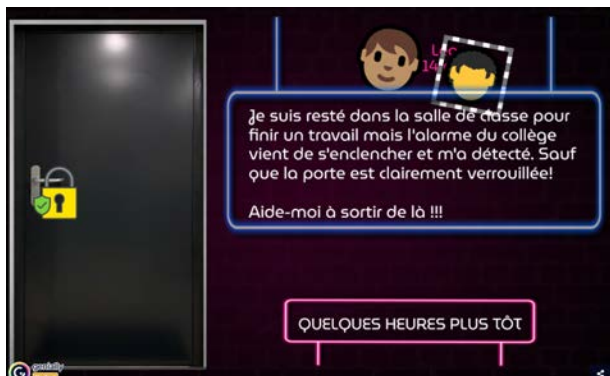 Je suis resté dans la salle de classe pour
finir un travail mais l'alarme du collège
vient de s'enclencher et m'a détecté. Sauf
que la porte est clairement verrouillée!
Aide-moi à sortir de là !!!
QUELQUES HEURES PLUS TÔT
genially